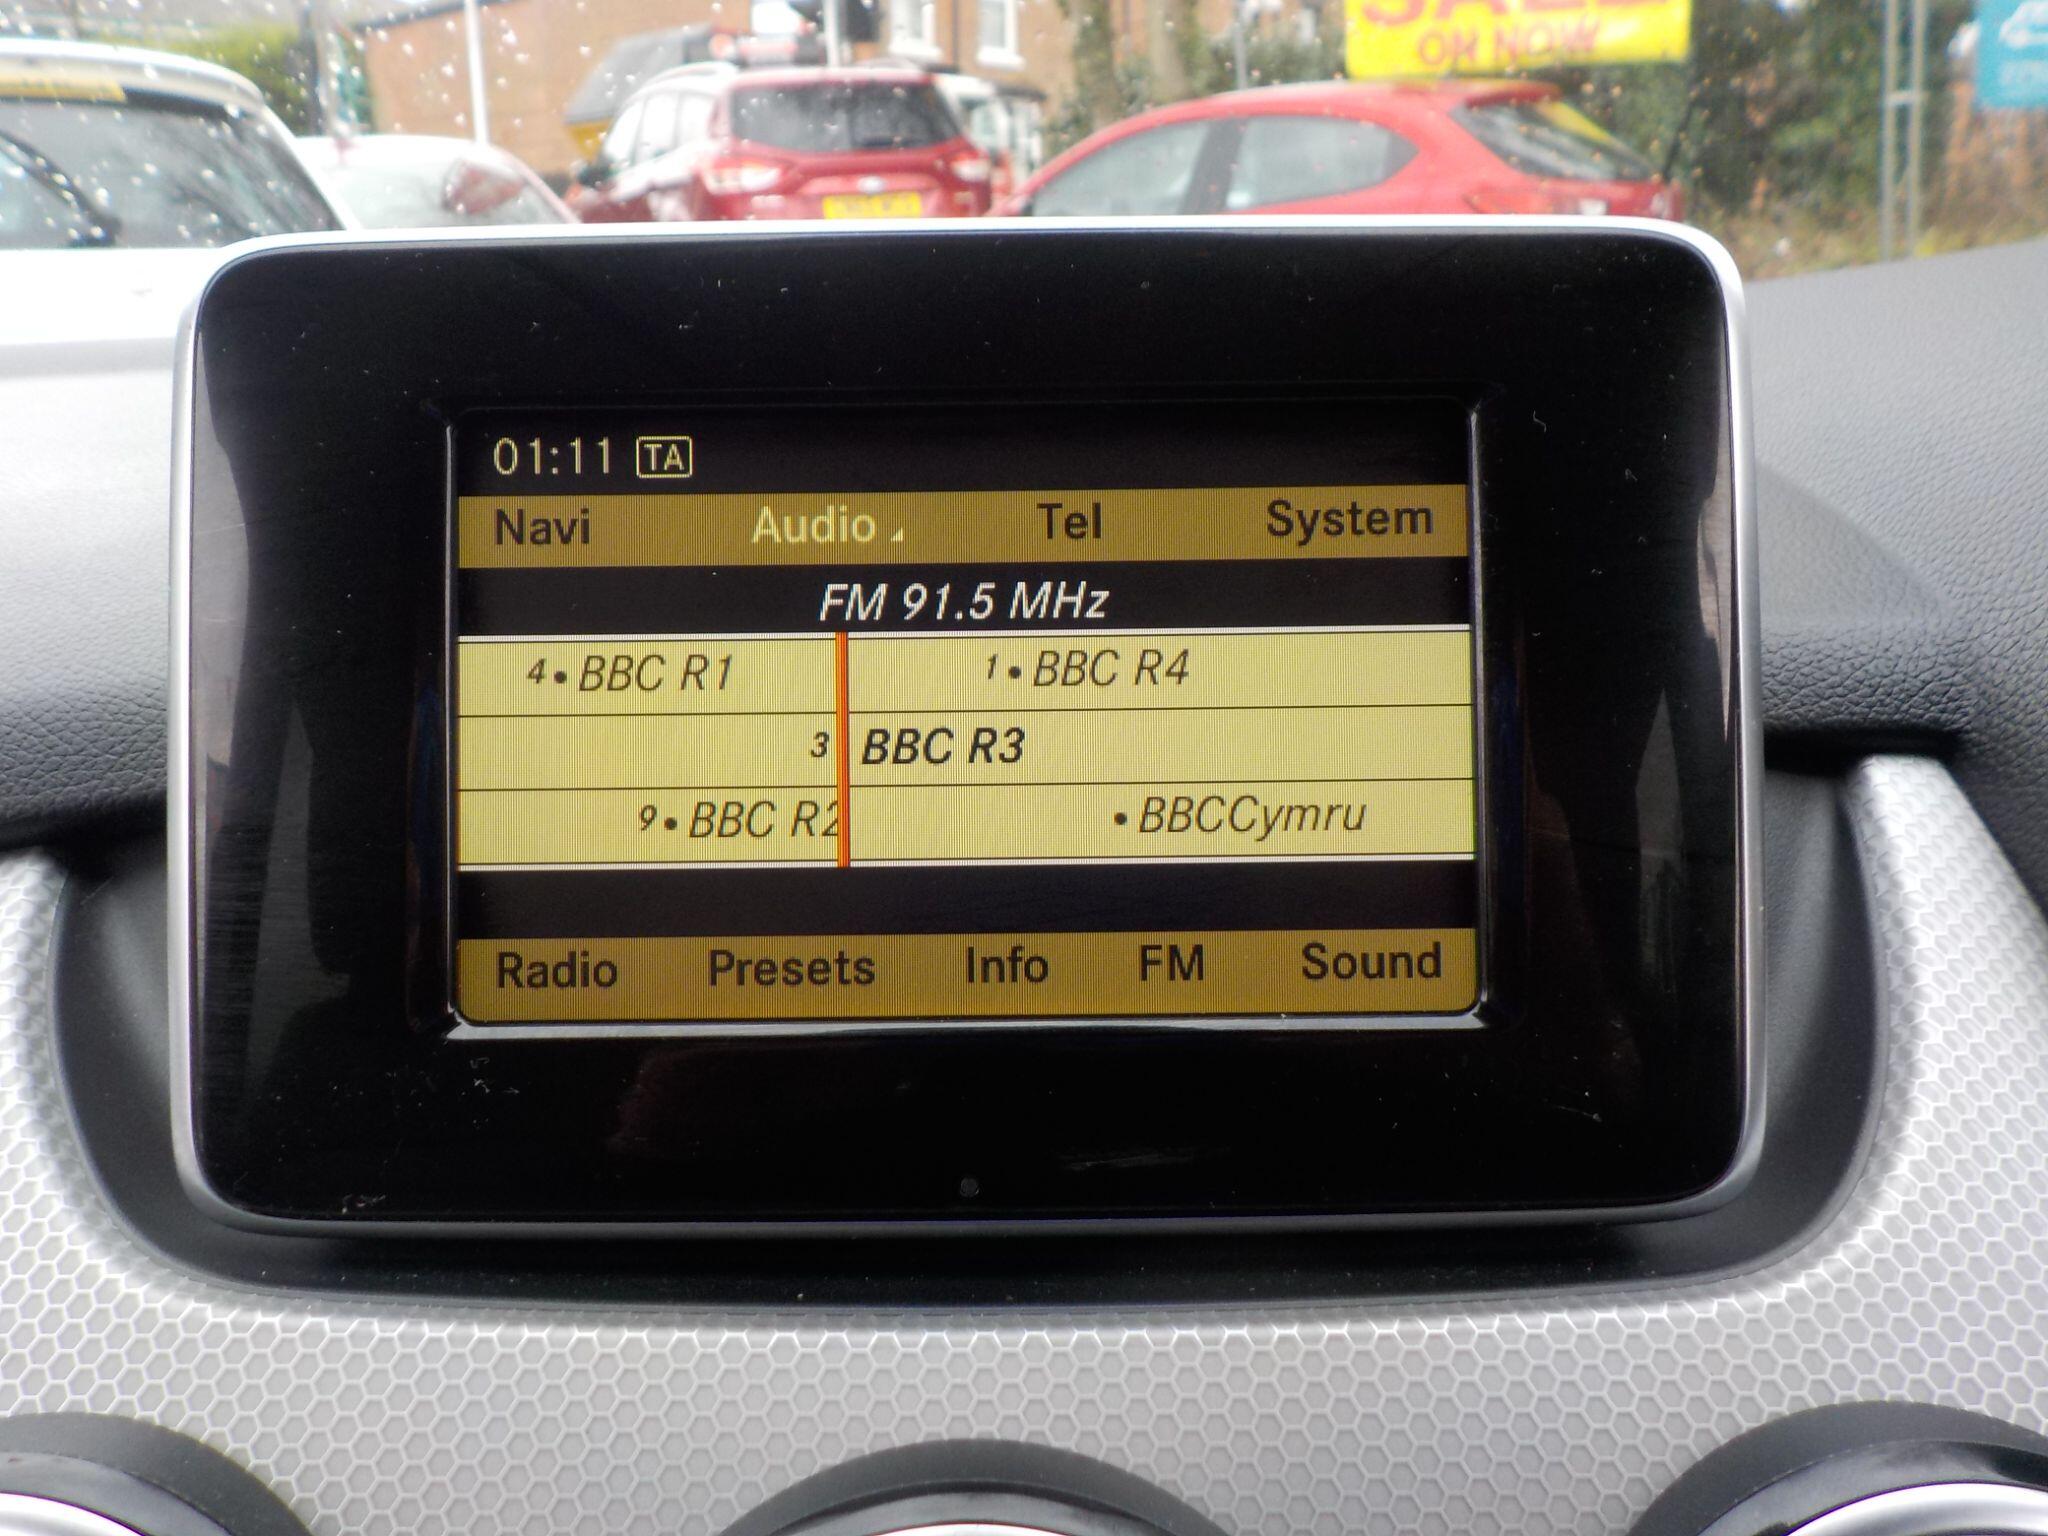 SALE
ON NOW
01:11 TA
Navi Audio Tel System
FM 91.5 MHz
4 • BBC R1 1 • BBC R4
3 BBC R3
9 • BBC R2 • BBCCymru
Radio Presets Info FM Sound